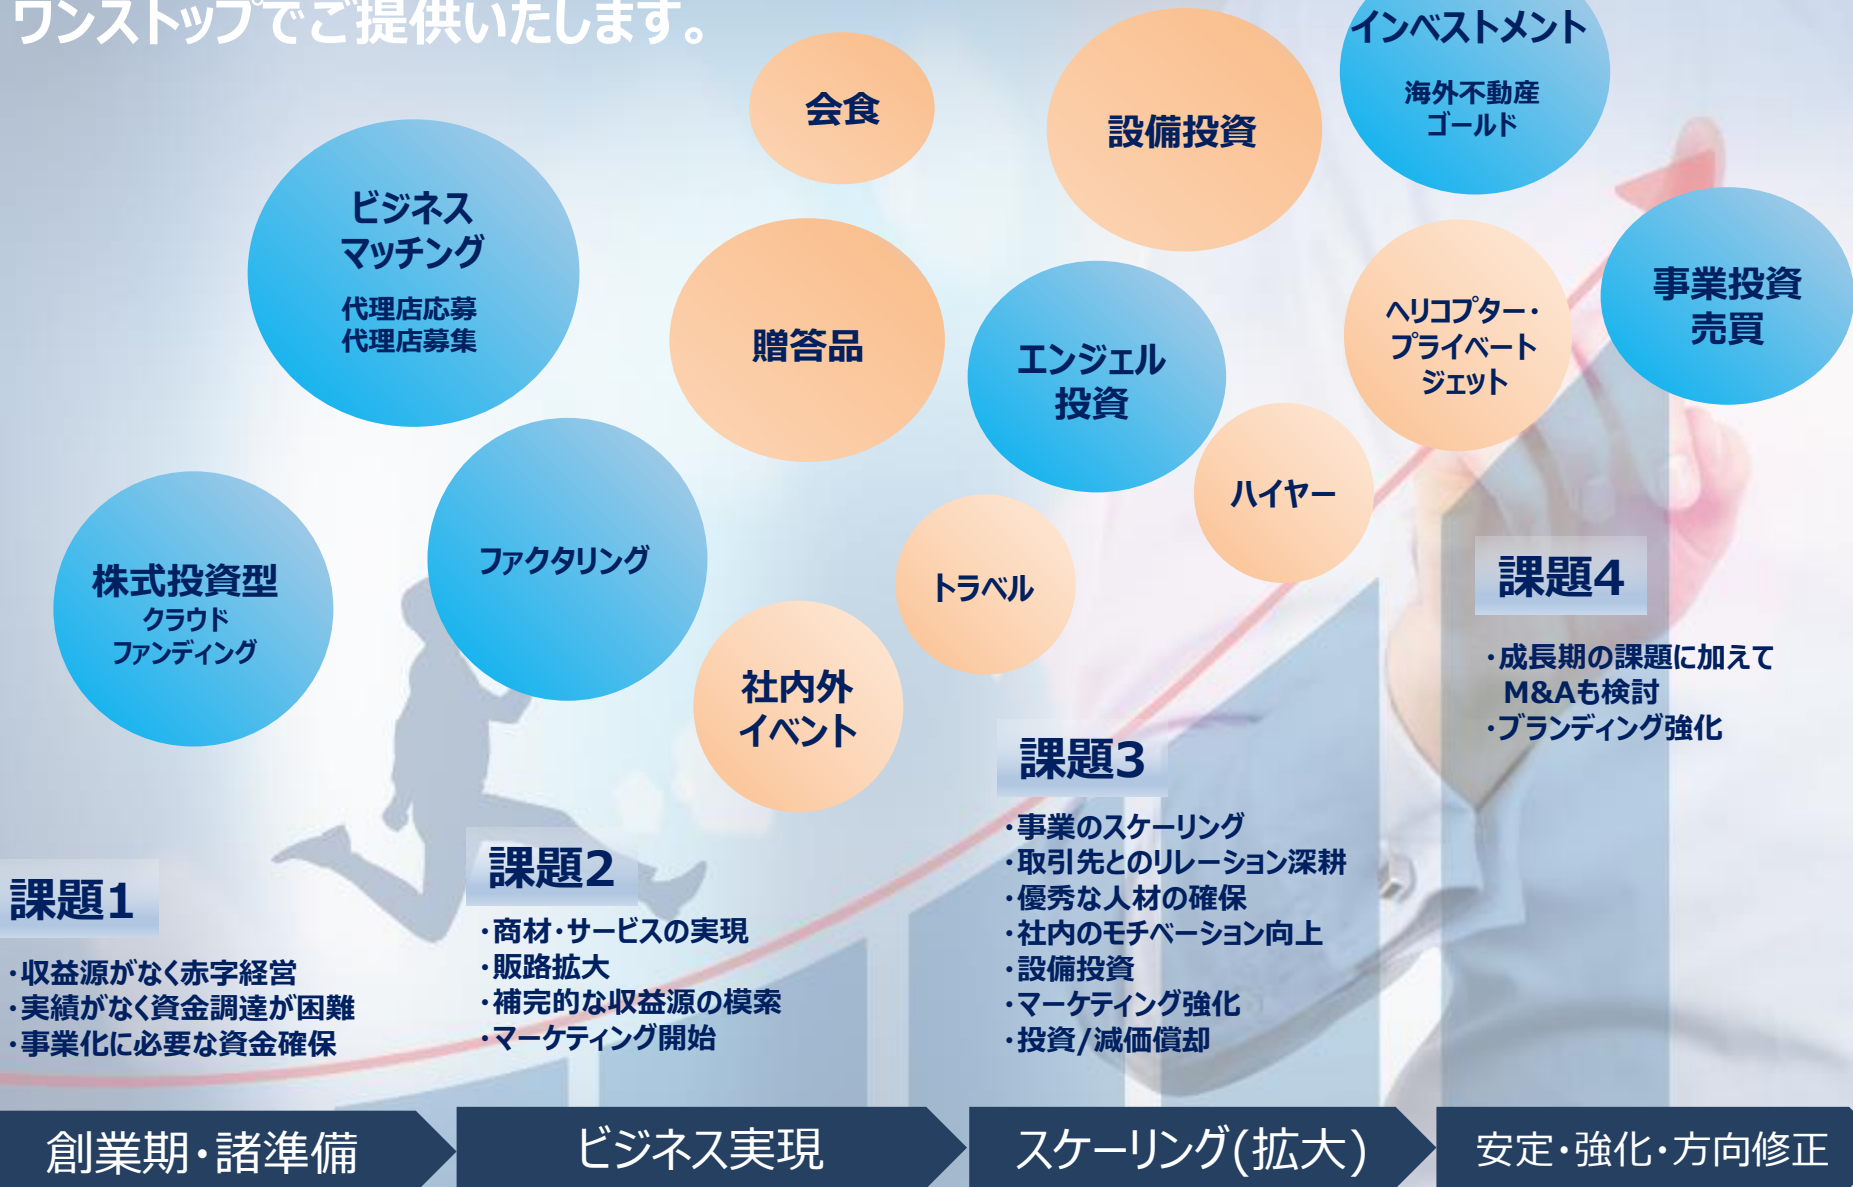 ワンストップでご提供いたします。
インベストメント
海外不動産
ゴールド
会食
設備投資
ビジネス
マッチング
代理店応募
代理店募集
贈答品
エンジェル
投資
ヘリコプター・
プライベート
ジェット
事業投資
売買
株式投資型
クラウド
ファンディング
ファクタリング
社内外
イベント
トラベル
ハイヤー
課題1
・収益源がなく赤字経営
・実績がなく資金調達が困難
・事業化に必要な資金確保
課題2
・商材・サービスの実現
・販路拡大
・補完的な収益源の模索
・マーケティング開始
課題3
・事業のスケーリング
・取引先とのリレーション深耕
・優秀な人材の確保
・社内のモチベーション向上
・設備投資
・マーケティング強化
・投資/減価償却
課題4
・成長期の課題に加えて
M&Aも検討
・ブランディング強化
創業期・諸準備
ビジネス実現
スケーリング(拡大)
安定・強化・方向修正